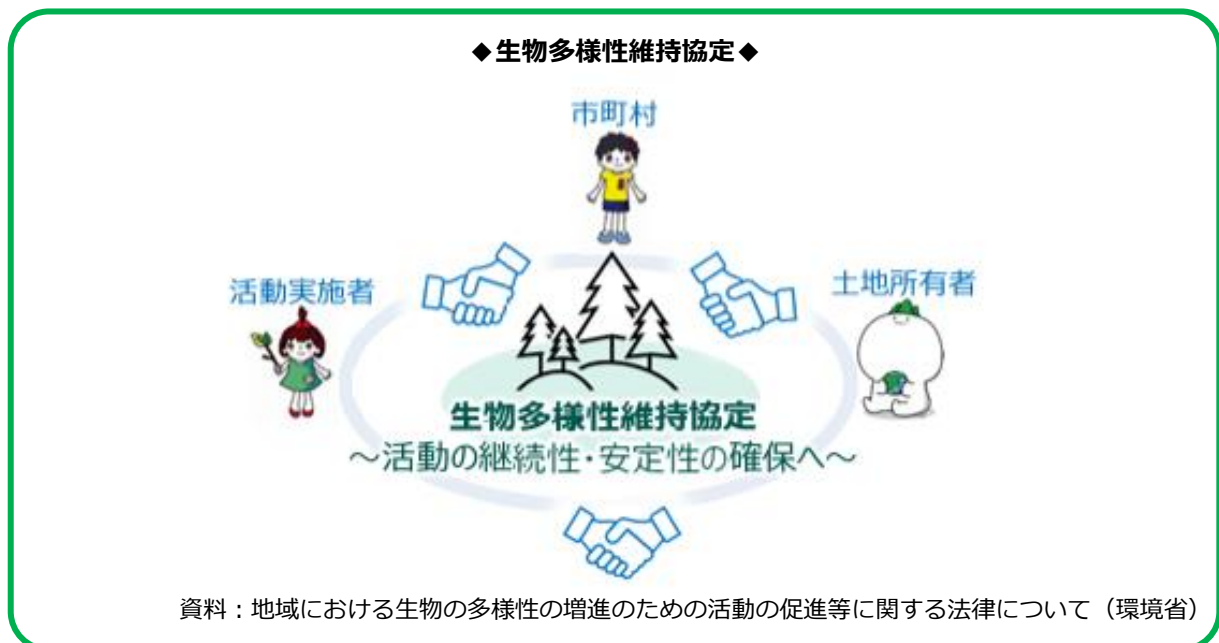 ◆生物多様性維持協定◆
市町村
活動実施者
土地所有者
生物多様性維持協定
～活動の継続性・安定性の確保へ～
資料：地域における生物の多様性の増進のための活動の促進等に関する法律について（環境省）